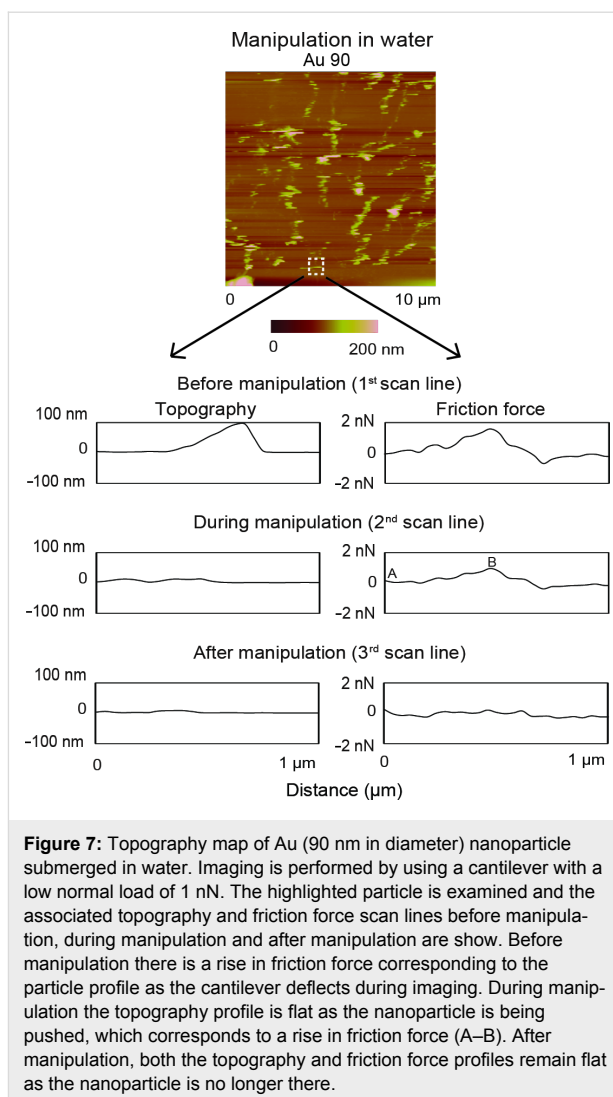 Manipulation in water
Au 90
0
10 µm
0
200 nm
Before manipulation (1st scan line)
Topography
Friction force
100 nm
0
-100 nm
2 nN
0
-2 nN
During manipulation (2nd scan line)
100 nm
0
-100 nm
2 nN
0
-2 nN
A
B
After manipulation (3rd scan line)
100 nm
0
-100 nm
2 nN
0
-2 nN
0
1 µm
0
1 µm
Distance (µm)
Figure 7: Topography map of Au (90 nm in diameter) nanoparticle
submerged in water. Imaging is performed by using a cantilever with a
low normal load of 1 nN. The highlighted particle is examined and the
associated topography and friction force scan lines before manipula-
tion, during manipulation and after manipulation are show. Before
manipulation there is a rise in friction force corresponding to the
particle profile as the cantilever deflects during imaging. During manip-
ulation the topography profile is flat as the nanoparticle is being
pushed, which corresponds to a rise in friction force (A–B). After
manipulation, both the topography and friction force profiles remain flat
as the nanoparticle is no longer there.